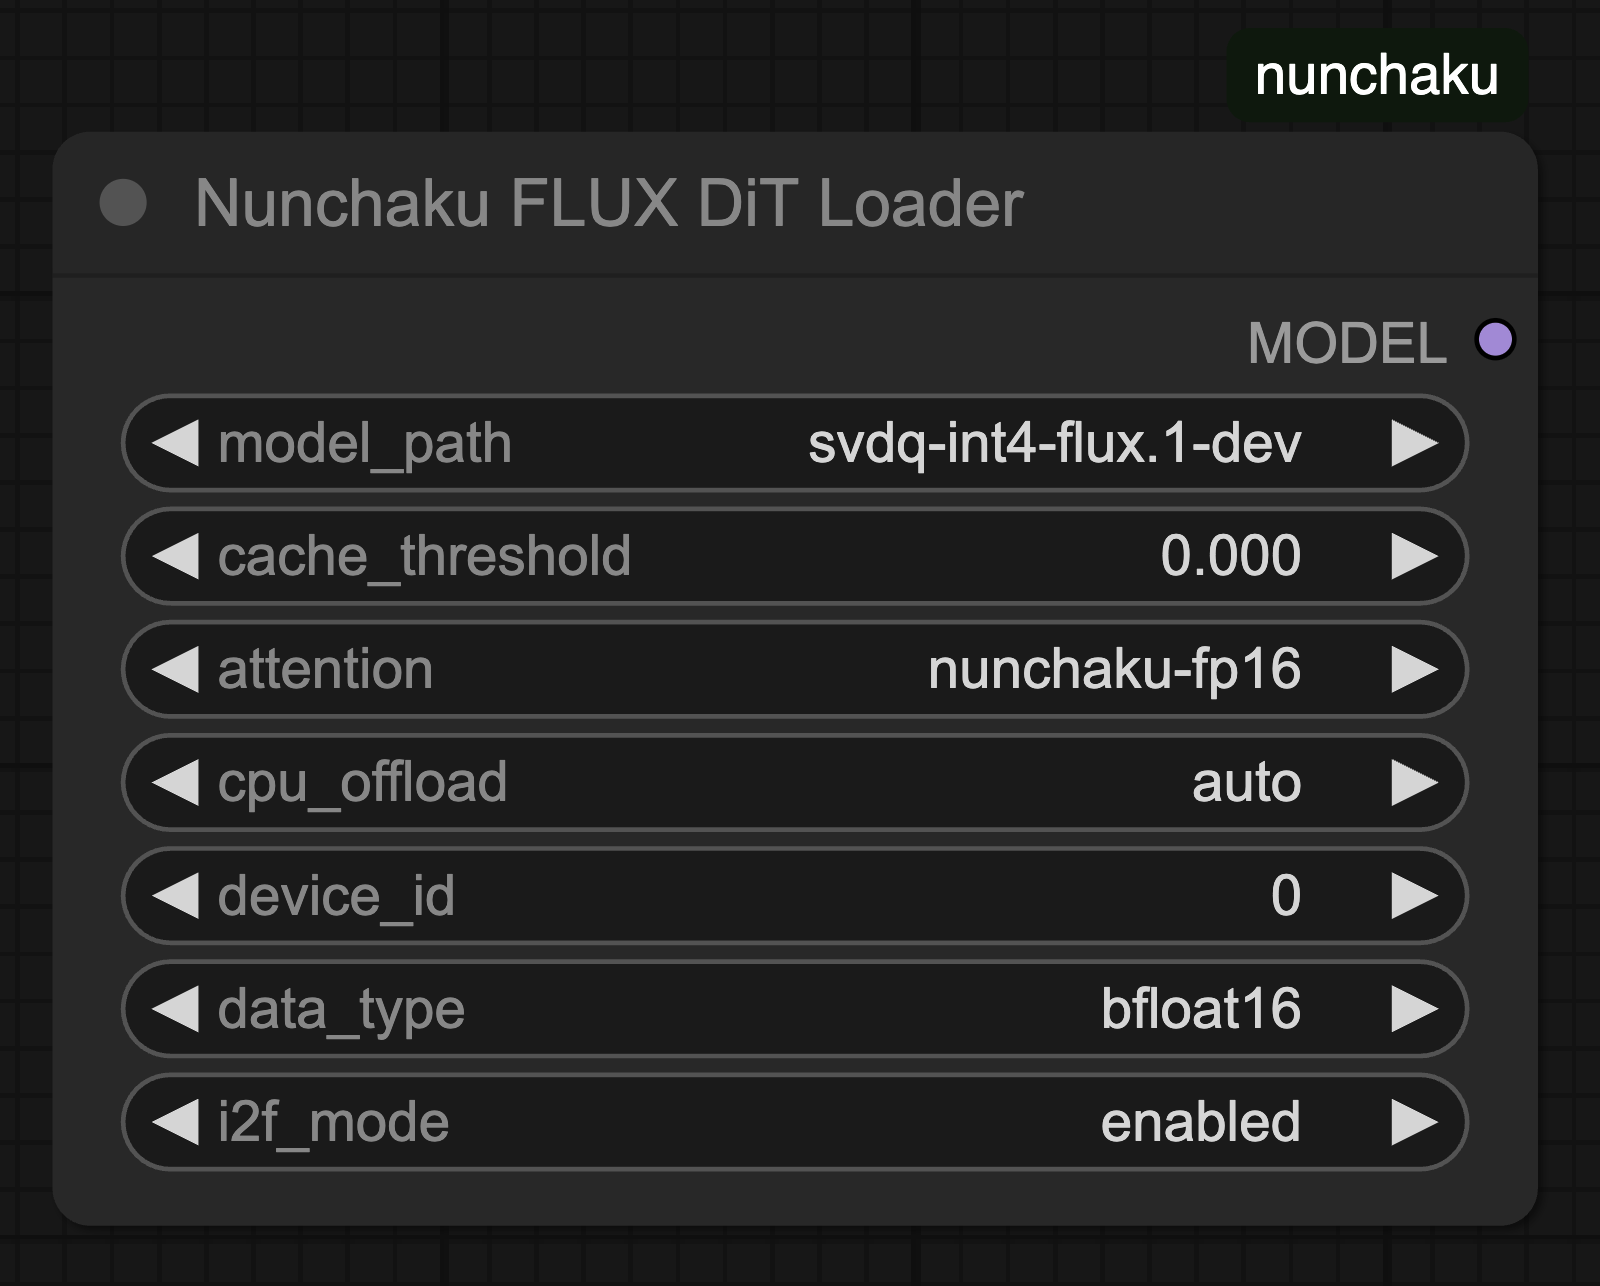 nunchaku
Nunchaku FLUX DiT Loader
MODEL
model_path svdq-int4-flux.1-dev
cache_threshold 0.000
attention nunchaku-fp16
cpu_offload auto
device_id 0
data_type bfloat16
i2f_mode enabled